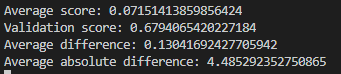 Average score: 0.07151413859856424
Validation score: 0.6794065420227184
Average difference: 0.13041692427705942
Average absolute difference: 4.485292352750865